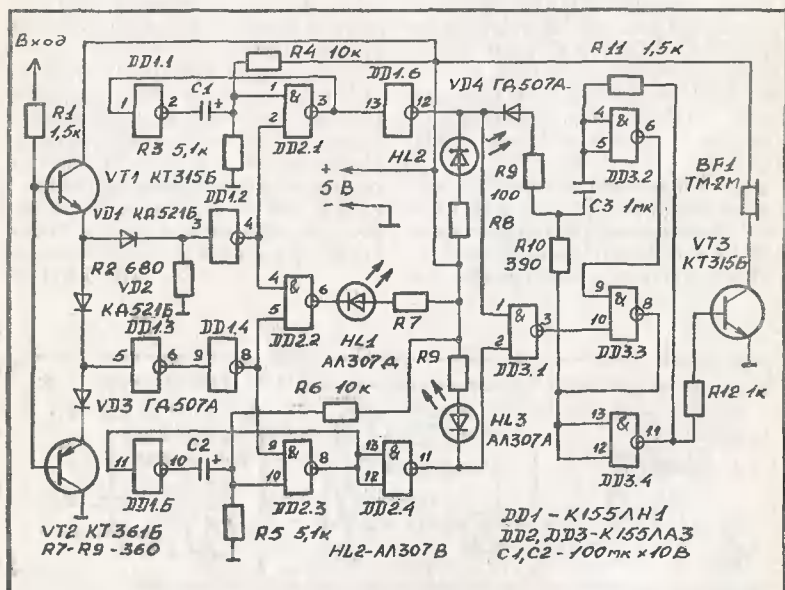 Вход
R1
1,5к
DD1.1
1
2
C1
+
R4 10к
R3 5,1к
1
2
&
3
DD2.1
DD1.6
13
12
VD4 ГД507А
R11 1,5к
4
5
&
6
DD3.2
BF1
ТМ-2М
VT1 КТ315Б
VD1 КД521Б
DD1.2
3
4
+
5 В
-
HL2
R9
100
C3 1мк
VT3
КТ315Б
R8
R10
390
R2 680
VD2
КД521Б
4
5
&
6
DD2.2
HL1
АЛ307Д
R7
1
2
&
3
DD3.1
9
10
&
8
DD3.3
DD1.3
5
6
DD1.4
9
8
R9
R6 10к
HL3
АЛ307А
R12 1к
VD3 ГД507А
11
10
DD1.5
C2
+
9
10
&
8
DD2.3
13
12
&
11
DD2.4
13
12
&
11
DD3.4
VT2 КТ361Б
R7-R9-360
R5 5,1к
HL2-АЛ307В
DD1-К155ЛН1
DD2, DD3-К155ЛА3
C1, C2-100мк x 10В